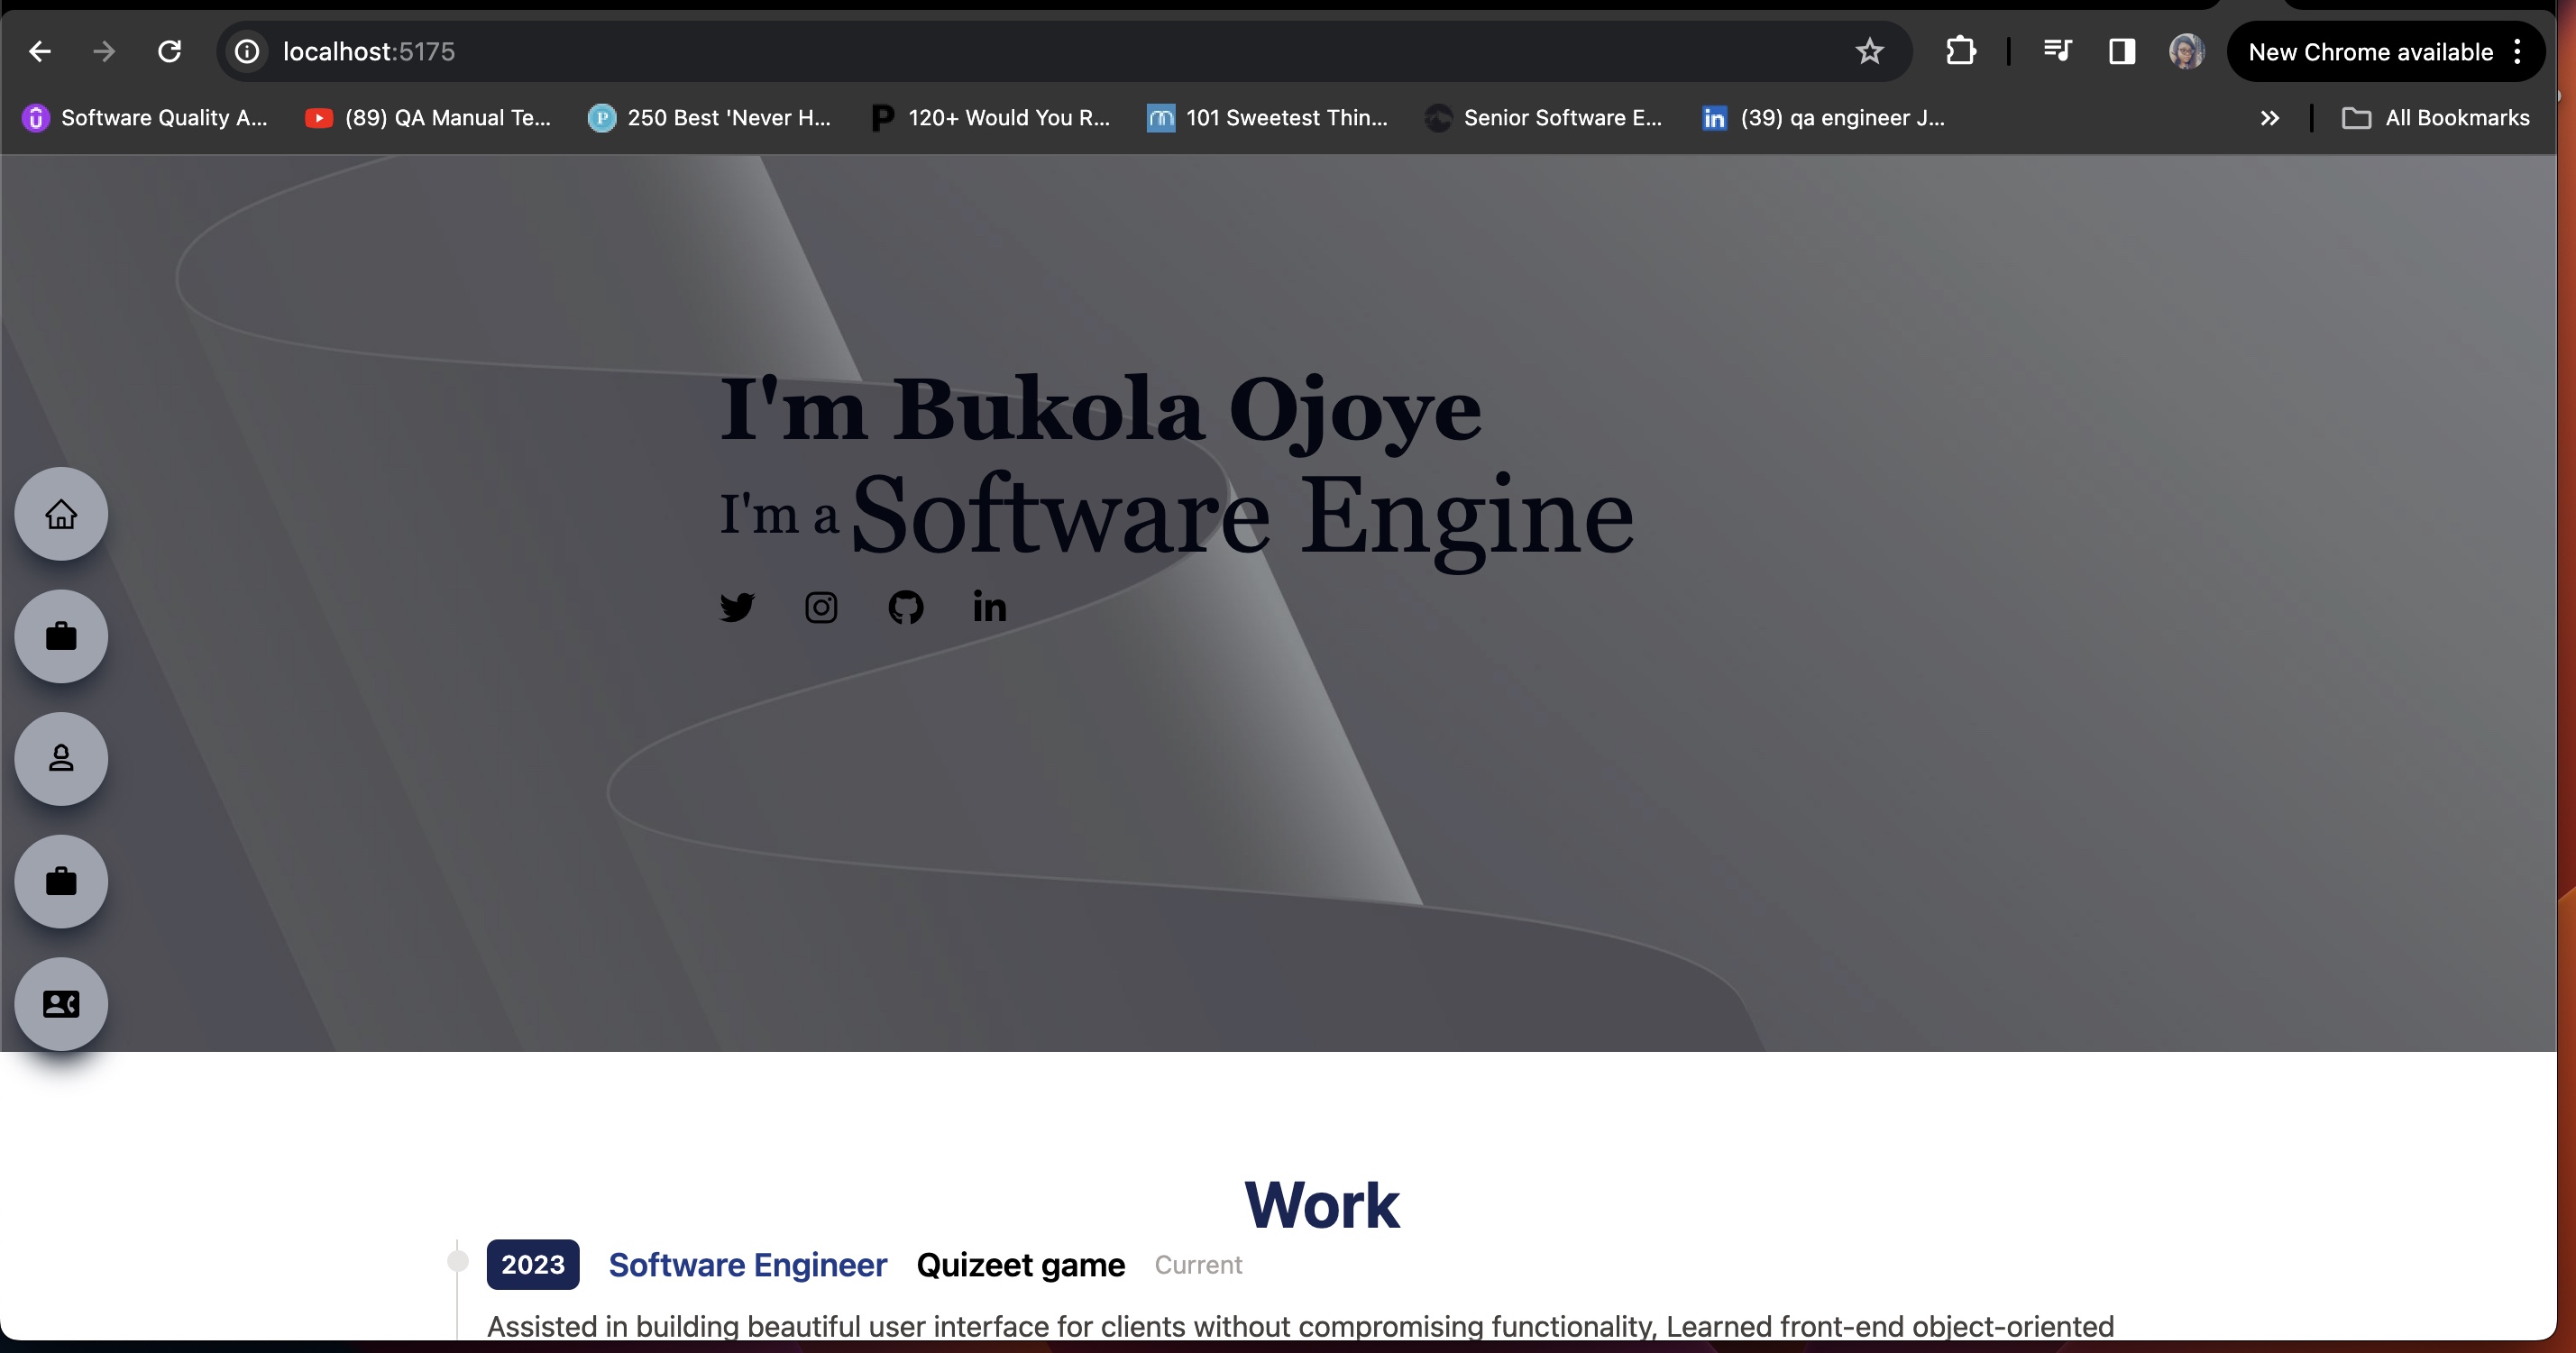 localhost:5175
New Chrome available
Software Quality A...
(89) QA Manual Te...
250 Best 'Never H...
120+ Would You R...
101 Sweetest Thin...
Senior Software E...
(39) qa engineer J...
All Bookmarks
I'm Bukola Ojoye
I'm a Software Engine
in
Work
2023 Software Engineer Quizeet game Current
Assisted in building beautiful user interface for clients without compromising functionality, Learned front-end object-oriented